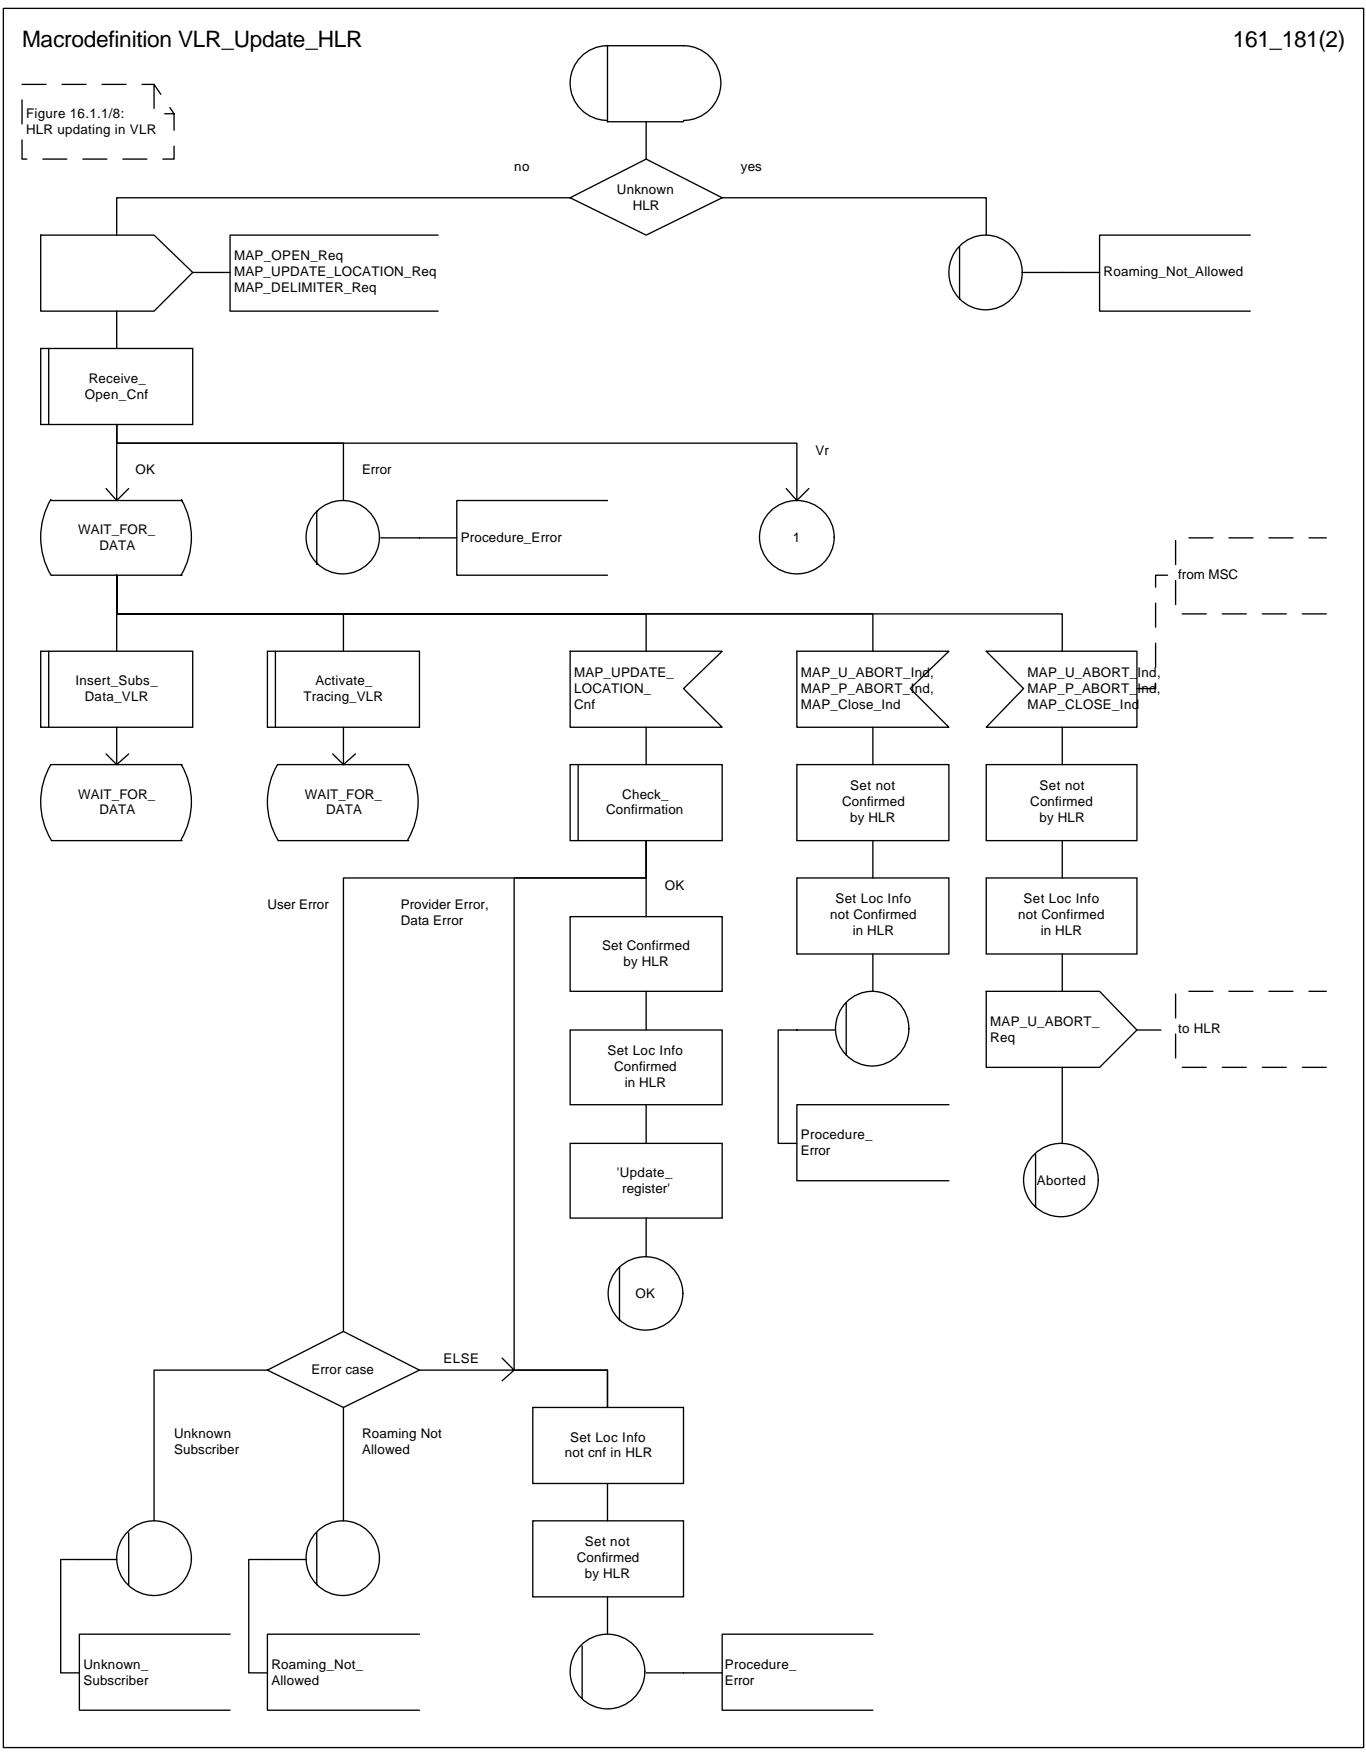 Macrodefinition VLR_Update_HLR
161_181(2)
Figure 16.1.1/8:
HLR updating in VLR
no
yes
Unknown
HLR
MAP_OPEN_Req
MAP_UPDATE_LOCATION_Req
MAP_DELIMITER_Req
Roaming_Not_Allowed
Receive_
Open_Cnf
OK
Error
Vr
WAIT_FOR_
DATA
Procedure_Error
1
from MSC
Insert_Subs_
Data_VLR
Activate_
Tracing_VLR
MAP_UPDATE_
LOCATION_
Cnf
MAP_U_ABORT_Ind,
MAP_P_ABORT_Ind,
MAP_Close_Ind
MAP_U_ABORT_Ind,
MAP_P_ABORT_Ind,
MAP_CLOSE_Ind
WAIT_FOR_
DATA
WAIT_FOR_
DATA
Check_
Confirmation
Set not
Confirmed
by HLR
Set not
Confirmed
by HLR
User Error
Provider Error,
Data Error
OK
Set Confirmed
by HLR
Set Loc Info
not Confirmed
in HLR
Set Loc Info
not Confirmed
in HLR
Set Loc Info
Confirmed
in HLR
MAP_U_ABORT_
Req
to HLR
'Update_
register'
Procedure_
Error
Aborted
OK
Error case
ELSE
Unknown
Subscriber
Roaming Not
Allowed
Set Loc Info
not cnf in HLR
Set not
Confirmed
by HLR
Unknown_
Subscriber
Roaming_Not_
Allowed
Procedure_
Error